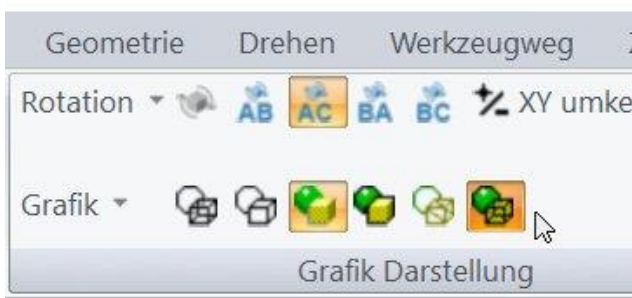 Geometrie Drehen Werkzeugweg
Rotation AB AC BA BC XY umke
Grafik
Grafik Darstellung